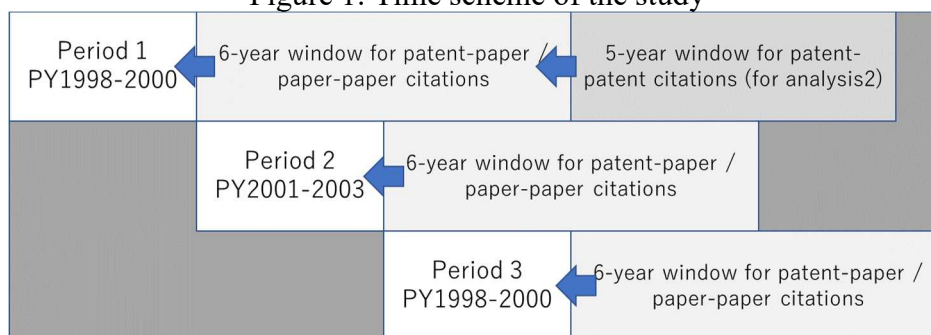 Figure 1. Time scheme of the study
Period 1
PY1998-2000
6-year window for patent-paper /
paper-paper citations
5-year window for patent-
patent citations (for analysis2)
Period 2
PY2001-2003
6-year window for patent-paper /
paper-paper citations
Period 3
PY1998-2000
6-year window for patent-paper /
paper-paper citations